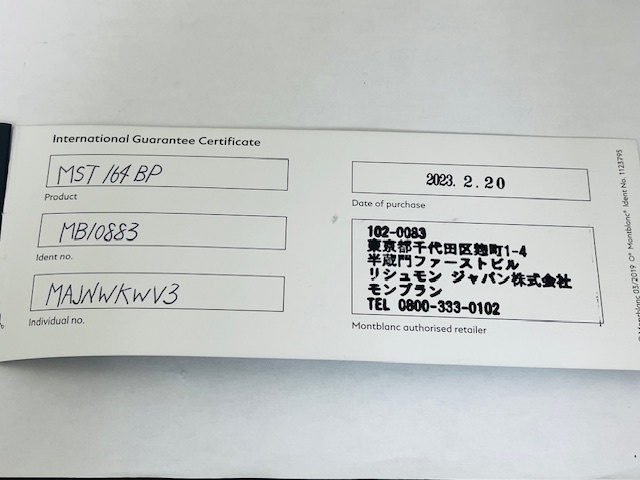 International Guarantee Certificate
MST 164 BP
Product
MB10883
Ident no.
MAJNWKWV3
Individual no.
2023. 2. 20
Date of purchase
102-0083
東京都千代田区麹町1-4
半蔵門ファーストビル
リシュモン ジャパン株式会社
モンブラン
TEL 0800-333-0102
Montblanc authorised retailer
Montblanc 03/2019 O° Montblanc® Ident No. 1123795